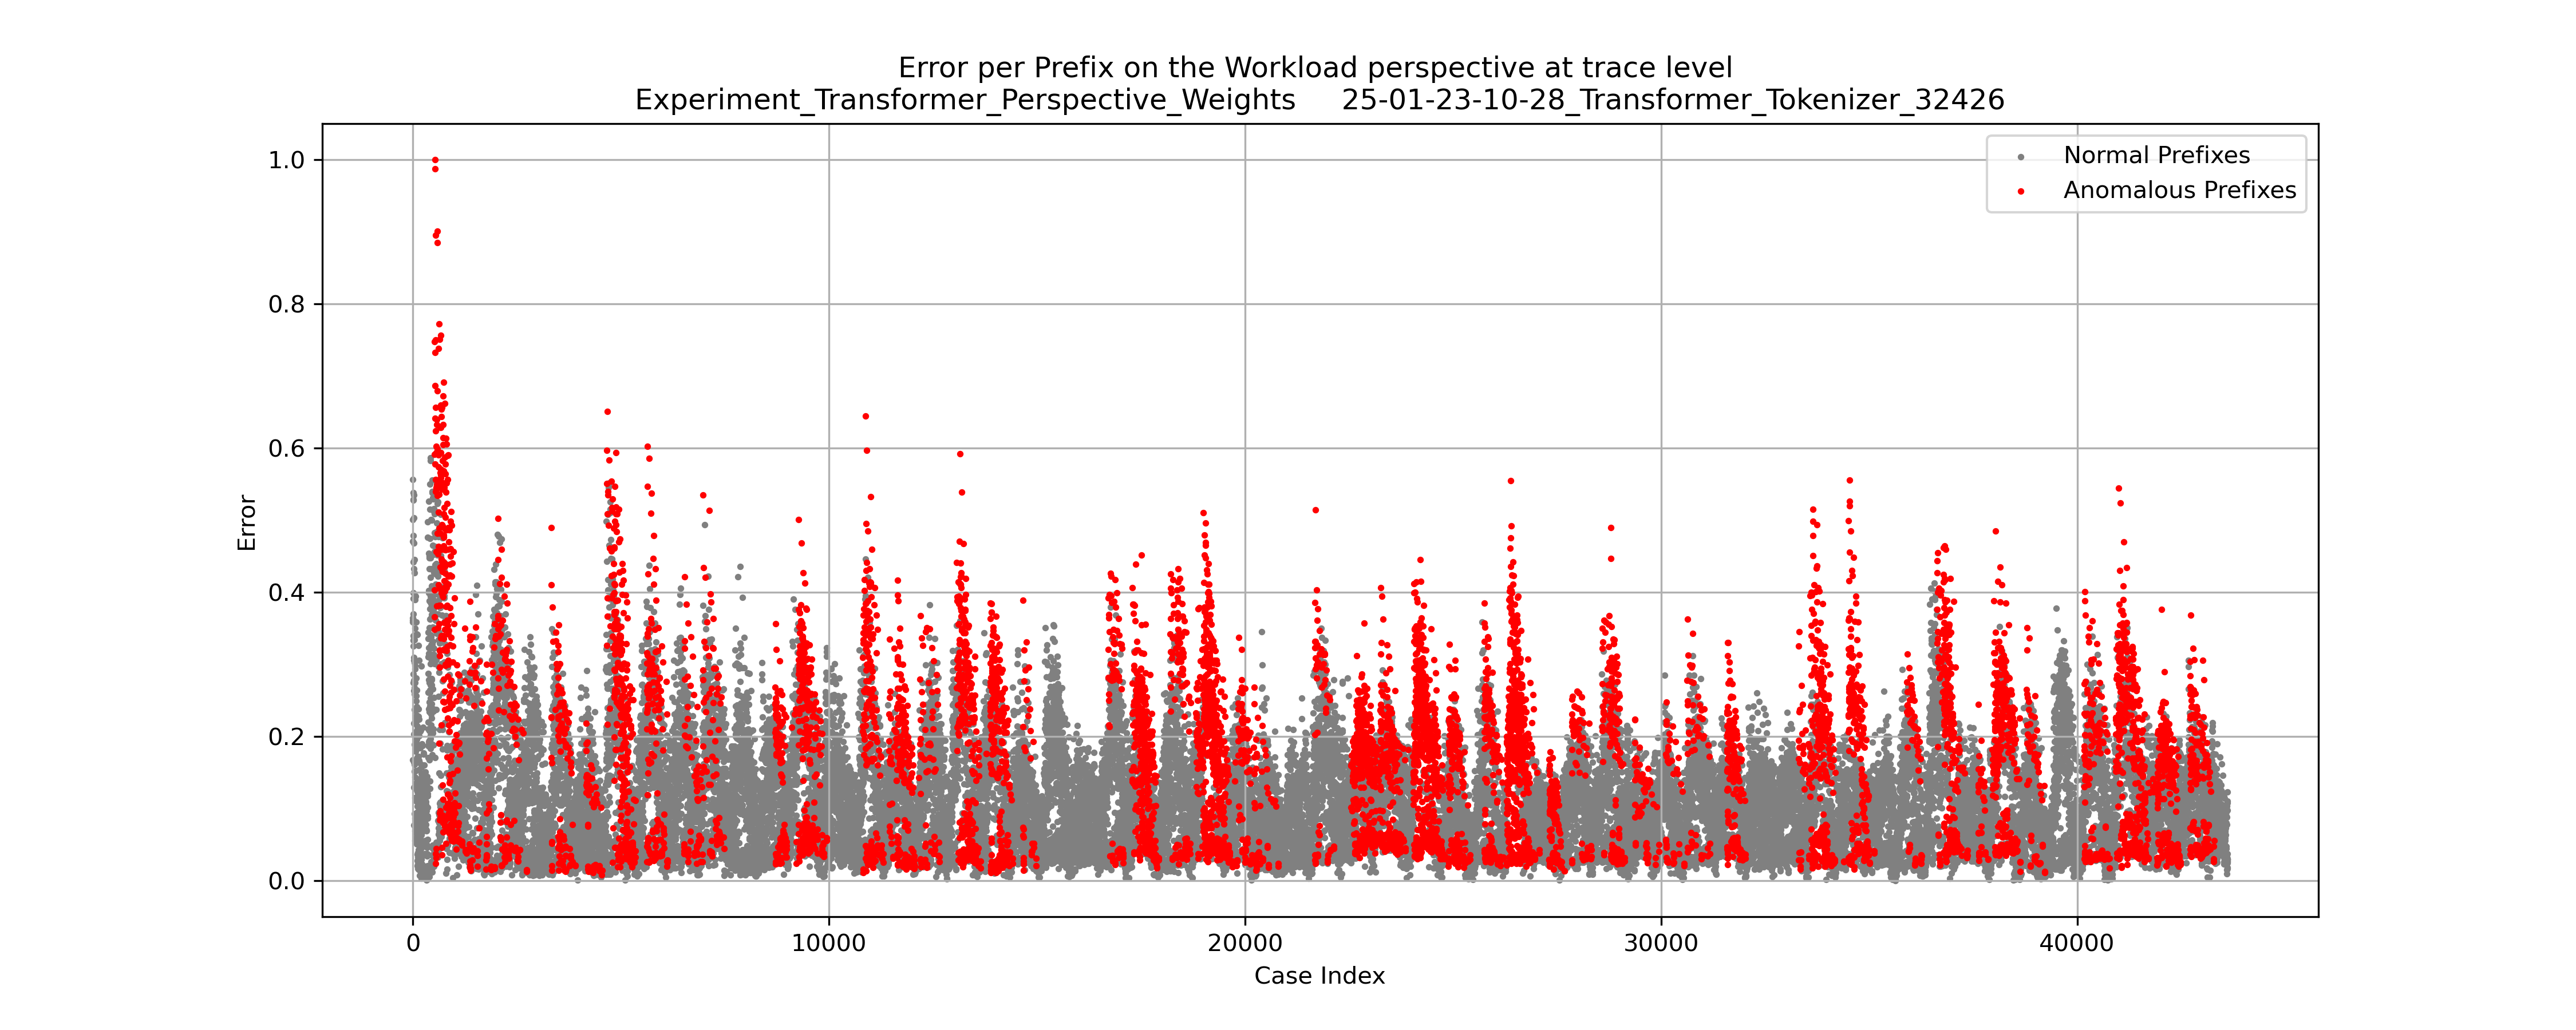 Error per Prefix on the Workload perspective at trace level
Experiment_Transformer_Perspective_Weights 25-01-23-10-28_Transformer_Tokenizer_32426
Normal Prefixes
Anomalous Prefixes
1.0
0.8
0.6
0.4
0.2
0.0
Error
0 10000 20000 30000 40000
Case Index